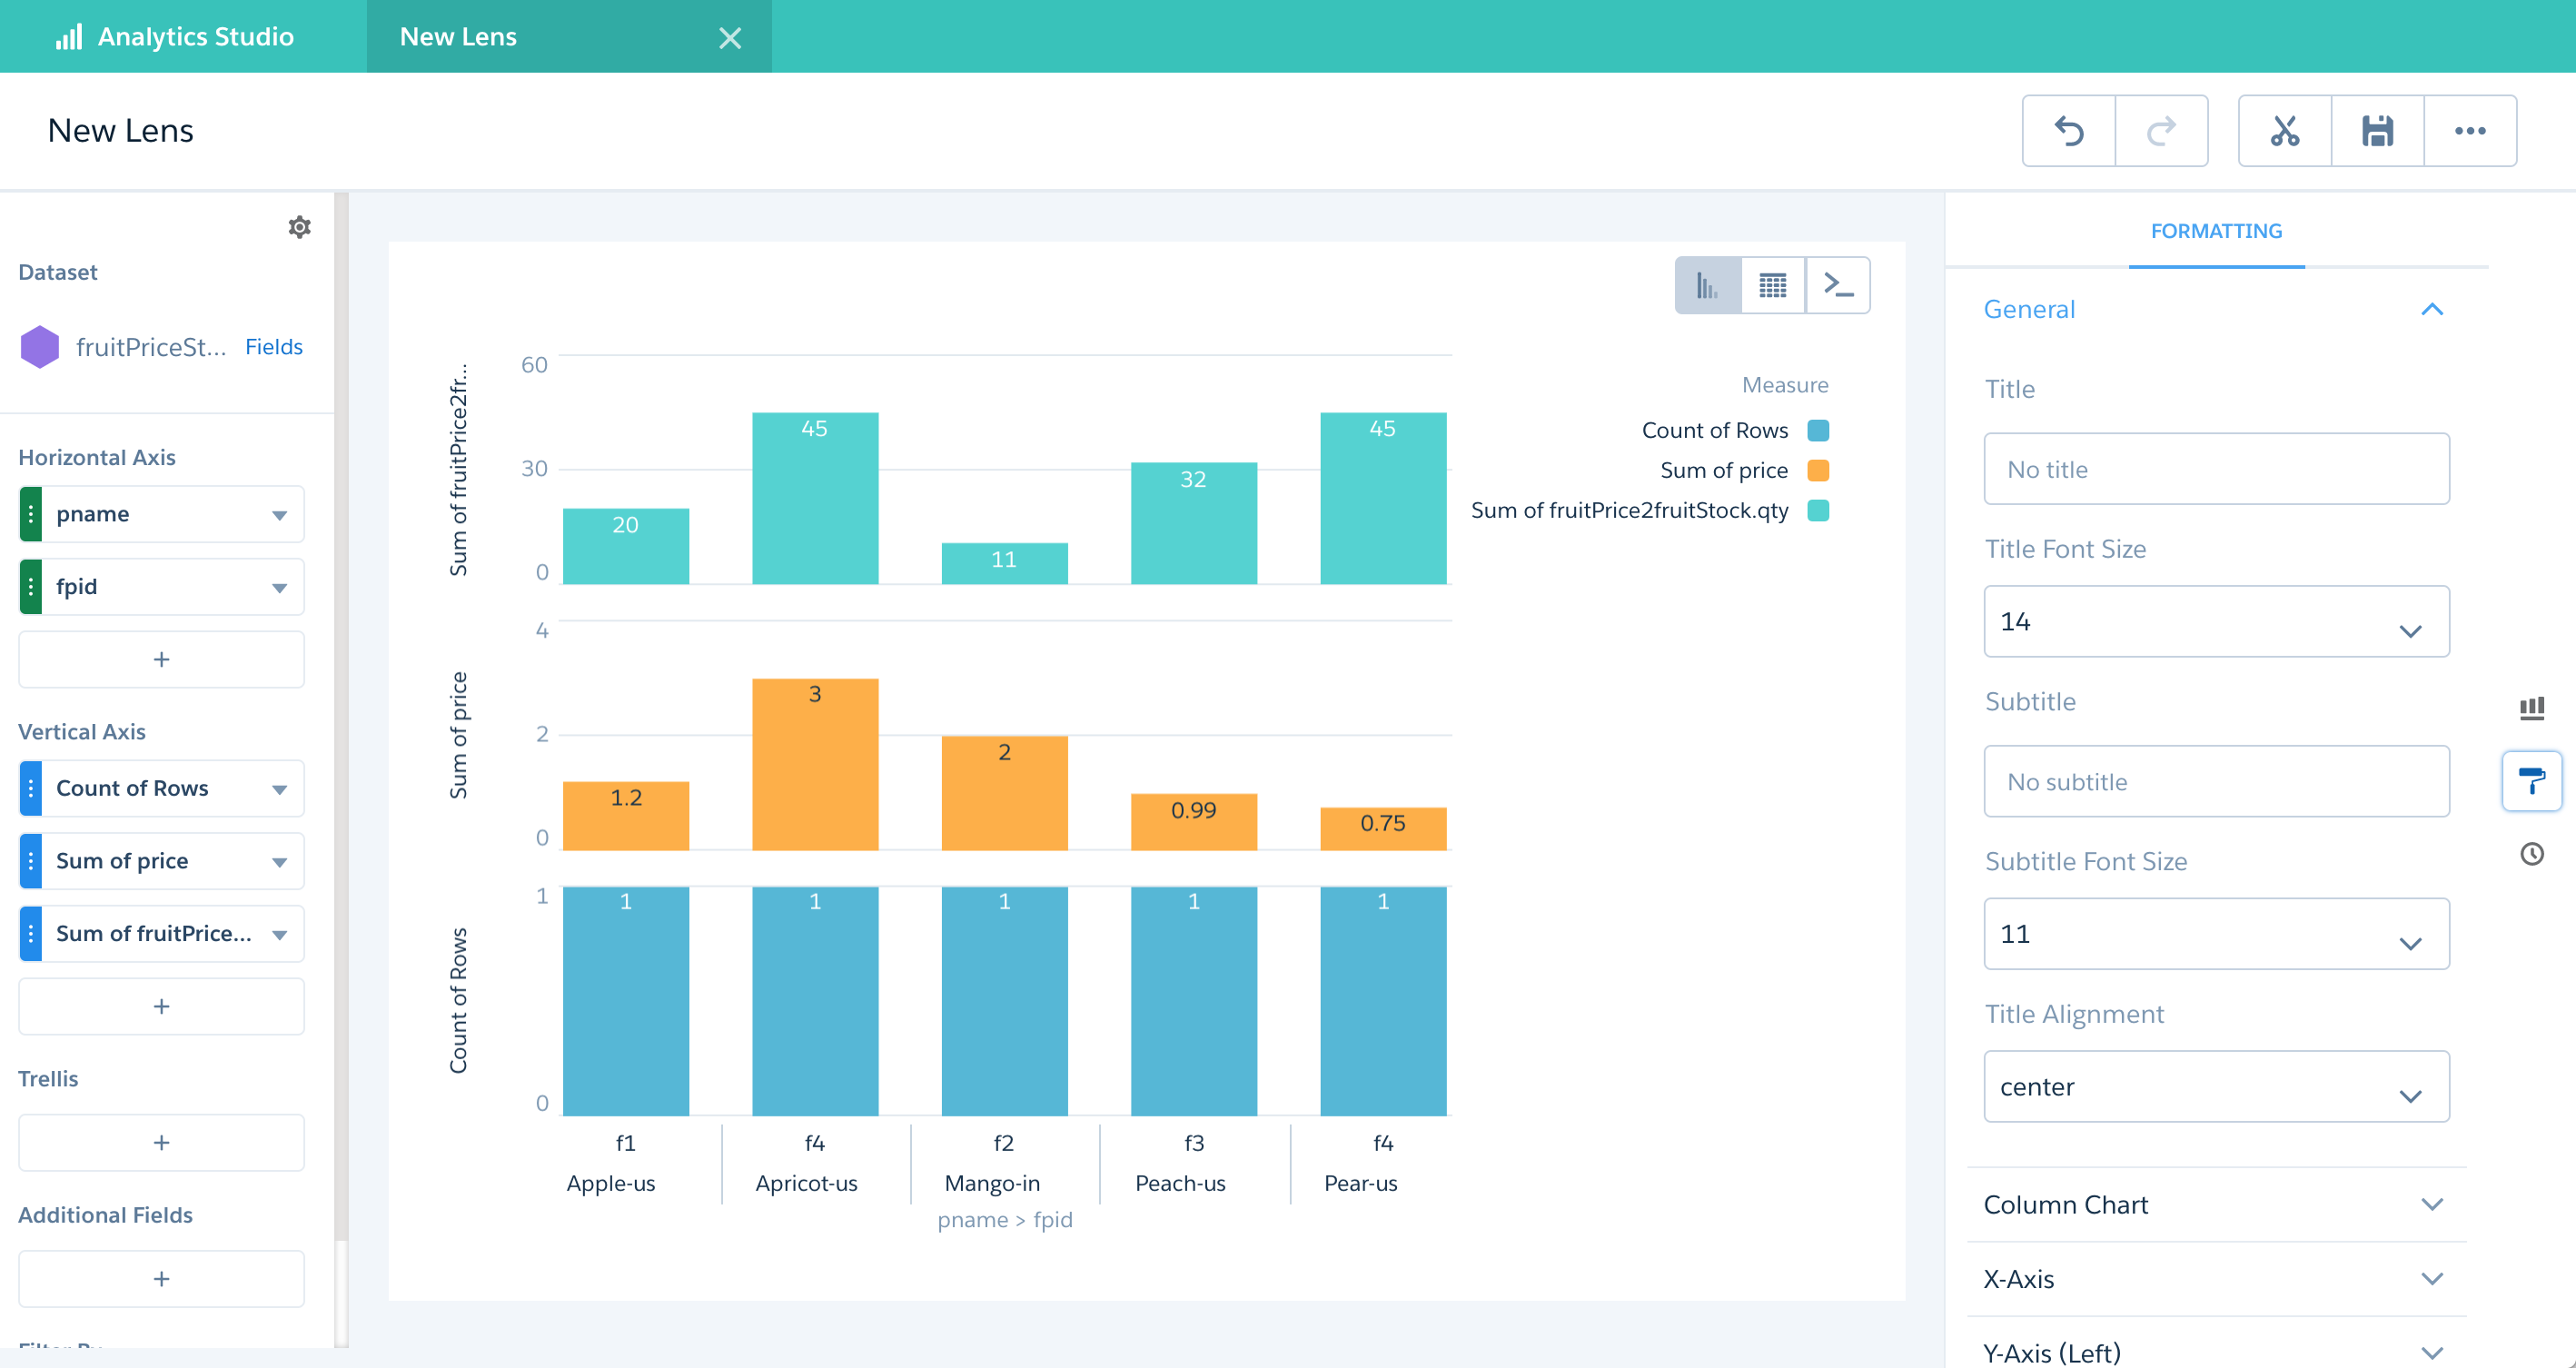 Analytics Studio
New Lens
New Lens
Dataset
fruitPriceSt... Fields
Horizontal Axis
pname
fpid
+
Vertical Axis
Count of Rows
Sum of price
Sum of fruitPrice...
+
Trellis
+
Additional Fields
+
Sum of fruitPrice2fr...
60
30
0
20
45
11
32
45
Sum of price
4
2
0
1.2
3
2
0.99
0.75
Count of Rows
1
0
1
1
1
1
1
f1
f4
f2
f3
f4
Apple-us
Apricot-us
Mango-in
Peach-us
Pear-us
pname > fpid
Measure
Count of Rows
Sum of price
Sum of fruitPrice2fruitStock.qty
FORMATTING
General
Title
No title
Title Font Size
14
Subtitle
No subtitle
Subtitle Font Size
11
Title Alignment
center
Column Chart
X-Axis
Y-Axis (Left)